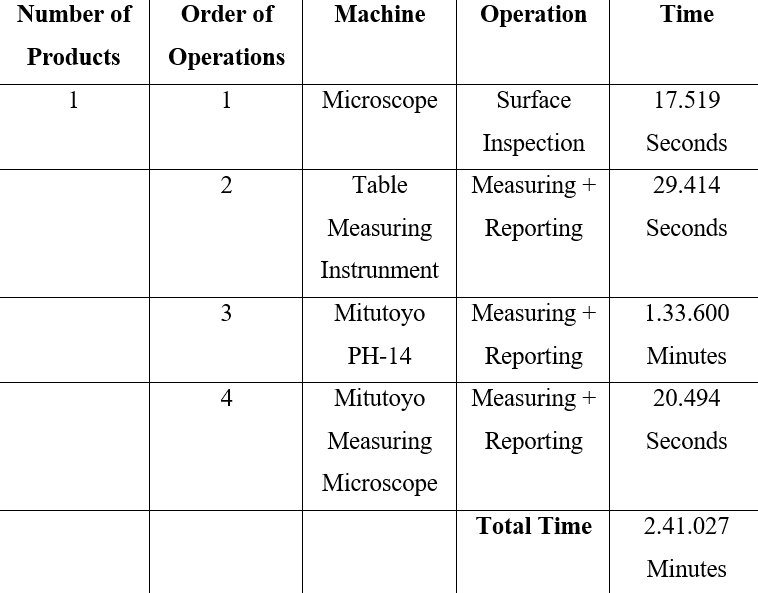 Number of Products
Order of Operations
Machine
Operation
Time
1
1
Microscope
Surface Inspection
17.519 Seconds
2
Table Measuring Instrunment
Measuring + Reporting
29.414 Seconds
3
Mitutoyo PH-14
Measuring + Reporting
1.33.600 Minutes
4
Mitutoyo Measuring Microscope
Measuring + Reporting
20.494 Seconds
Total Time
2.41.027 Minutes